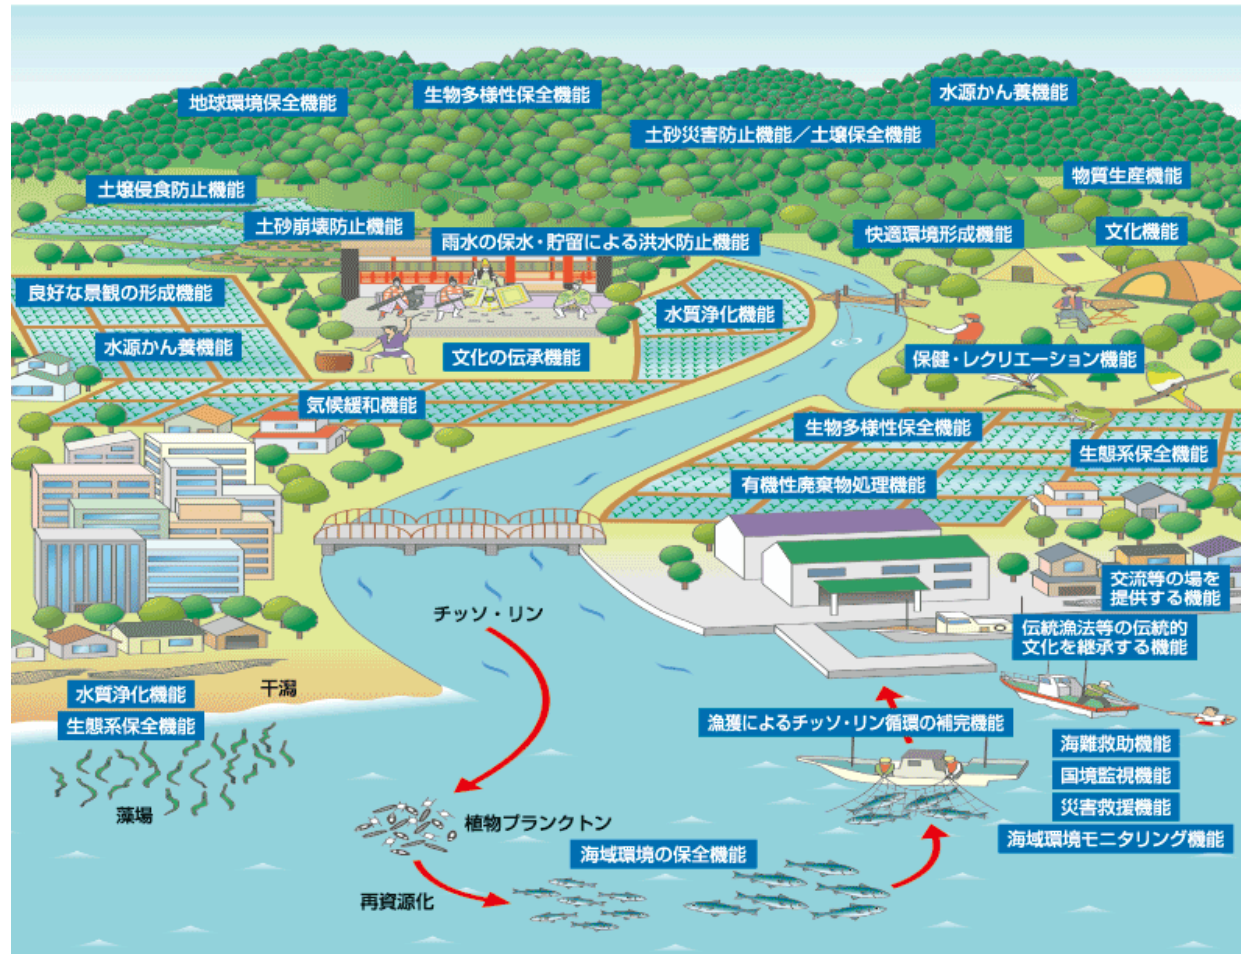 地球環境保全機能
生物多様性保全機能
水源かん養機能
土砂災害防止機能／土壌保全機能
物質生産機能
土壌侵食防止機能
土砂崩壊防止機能
雨水の保水・貯留による洪水防止機能
快適環境形成機能
文化機能
良好な景観の形成機能
水質浄化機能
水源かん養機能
文化の伝承機能
保健・レクリエーション機能
気候緩和機能
生物多様性保全機能
生態系保全機能
有機性廃棄物処理機能
交流等の場を
提供する機能
チッソ・リン
伝統漁法等の伝統的
文化を継承する機能
干潟
水質浄化機能
生態系保全機能
漁獲によるチッソ・リン循環の補完機能
海難救助機能
国境監視機能
災害救援機能
海域環境モニタリング機能
藻場
植物プランクトン
海域環境の保全機能
再資源化